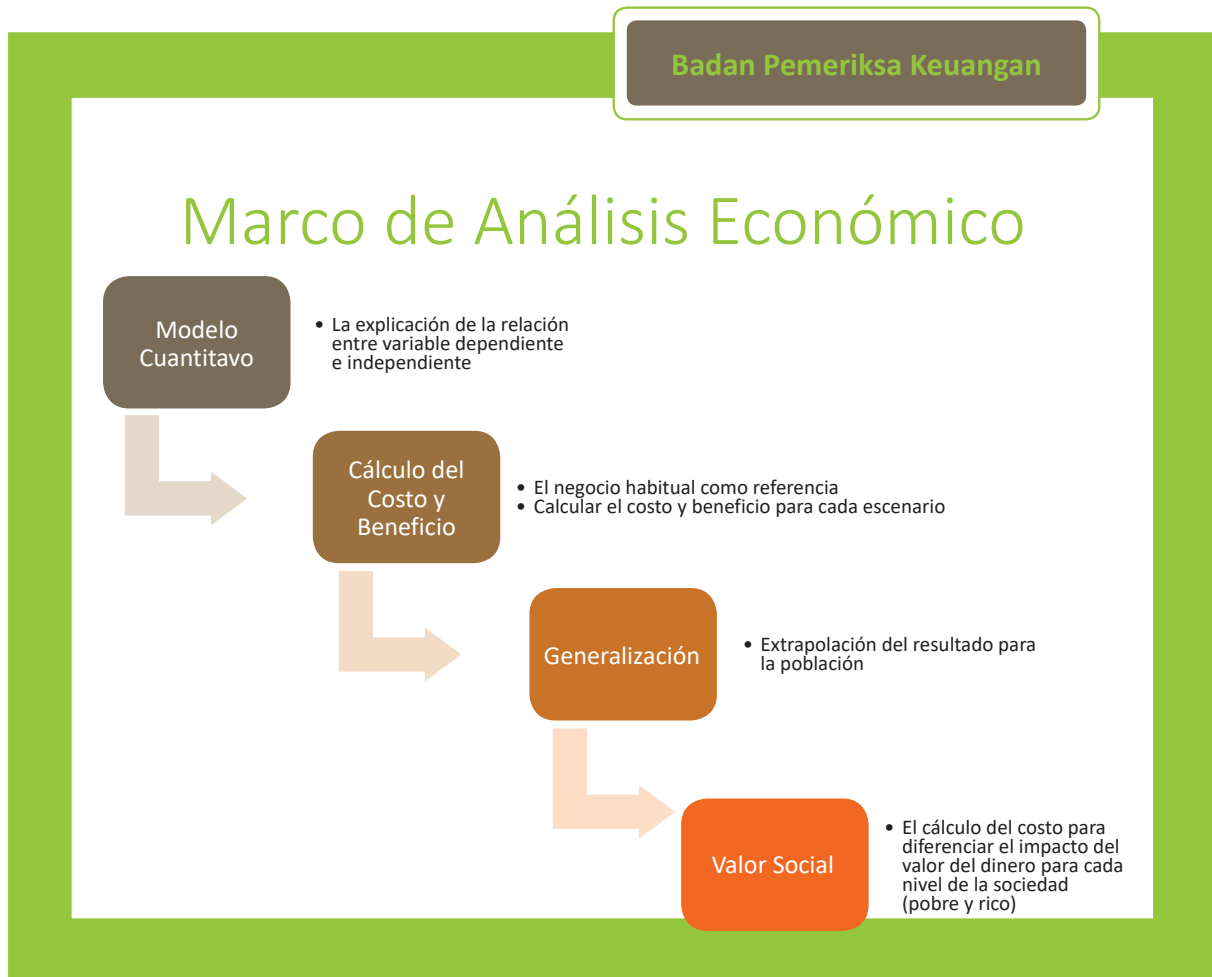 Badan Pemeriksa Keuangan
Marco de Análisis Económico
Modelo
Cuantitavo
• La explicación de la relación
entre variable dependiente
e independiente
Cálculo del
Costo y
Beneficio
• El negocio habitual como referencia
• Calcular el costo y beneficio para cada escenario
Generalización
• Extrapolación del resultado para
la población
Valor Social
• El cálculo del costo para
diferenciar el impacto del
valor del dinero para cada
nivel de la sociedad
(pobre y rico)